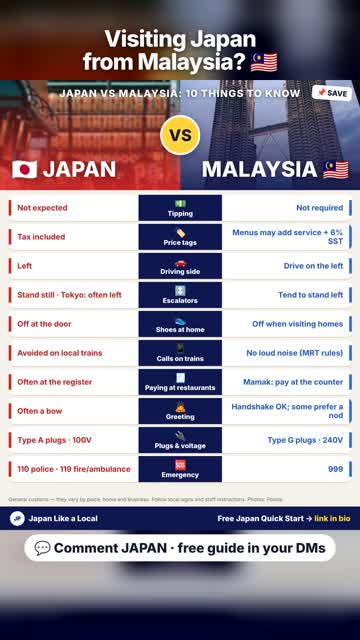 Visiting Japan
from Malaysia? 🇲🇾
JAPAN VS MALAYSIA: 10 THINGS TO KNOW
📌 SAVE
VS
🇯🇵 JAPAN
MALAYSIA 🇲🇾
Not expected
Tipping
Not required
Tax included
Price tags
Menus may add service + 6%
SST
Left
Driving side
Drive on the left
Stand still · Tokyo: often left
Escalators
Tend to stand left
Off at the door
Shoes at home
Off when visiting homes
Avoided on local trains
Calls on trains
No loud noise (MRT rules)
Often at the register
Paying at restaurants
Mamak: pay at the counter
Often a bow
Greeting
Handshake OK; some prefer a
nod
Type A plugs · 100V
Plugs & voltage
Type G plugs · 240V
110 police · 119 fire/ambulance
🆘
Emergency
999
General customs — they vary by place, home and business. Follow local signs and staff instructions. Photos: Pexels.
JP
Japan Like a Local
Free Japan Quick Start → link in bio
💬 Comment JAPAN · free guide in your DMs